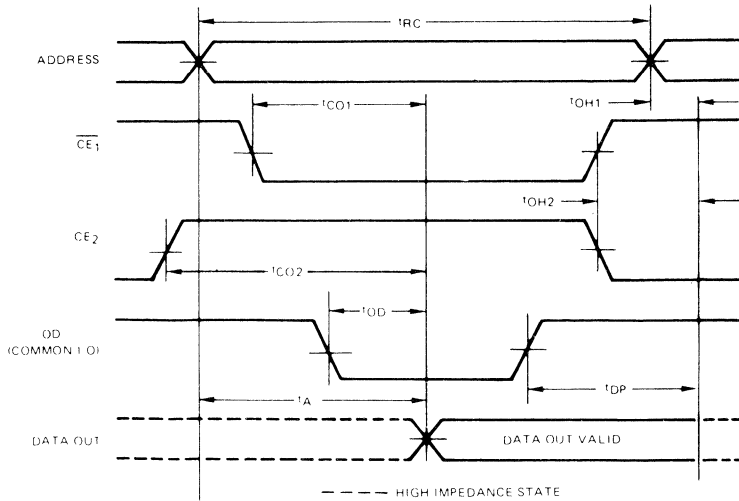 tRC
ADDRESS
tCO1
tOH1
CE1
tOH2
CE2
tCO2
tOD
OD
(COMMON I/O)
tDP
tA
DATA OUT
DATA OUT VALID
HIGH IMPEDANCE STATE